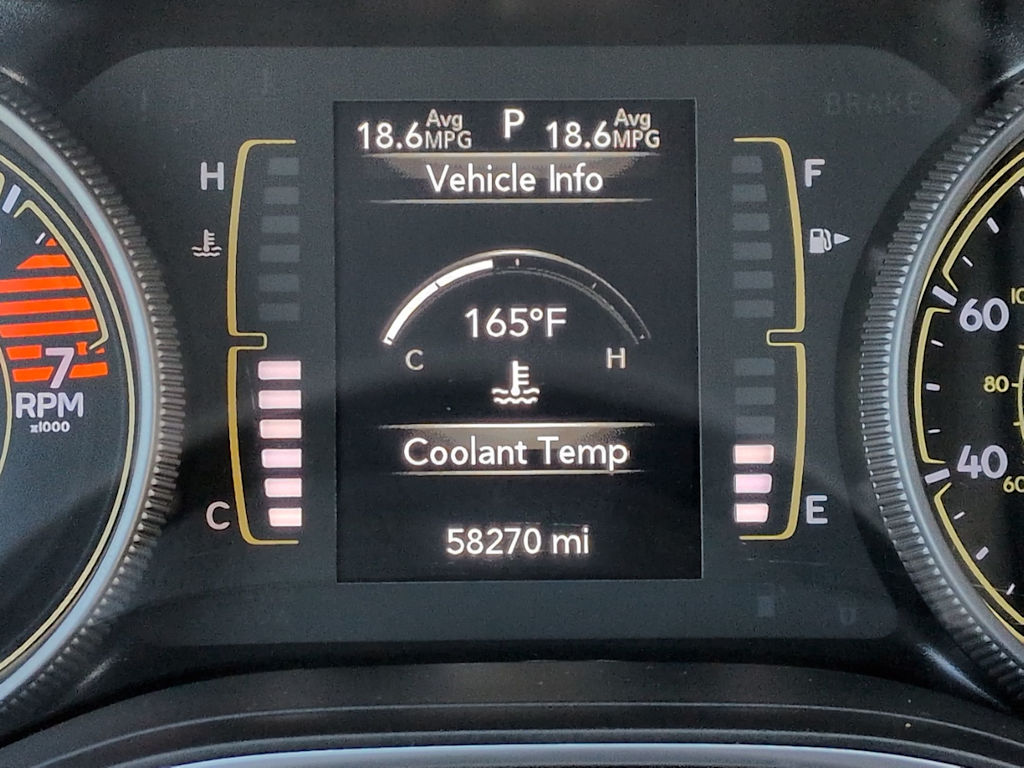 Avg P Avg
18.6 MPG 18.6 MPG
Vehicle Info
H
F
165°F
C H
Coolant Temp
C
E
58270 mi
BRAKE
7
RPM
x1000
60
80
40
60